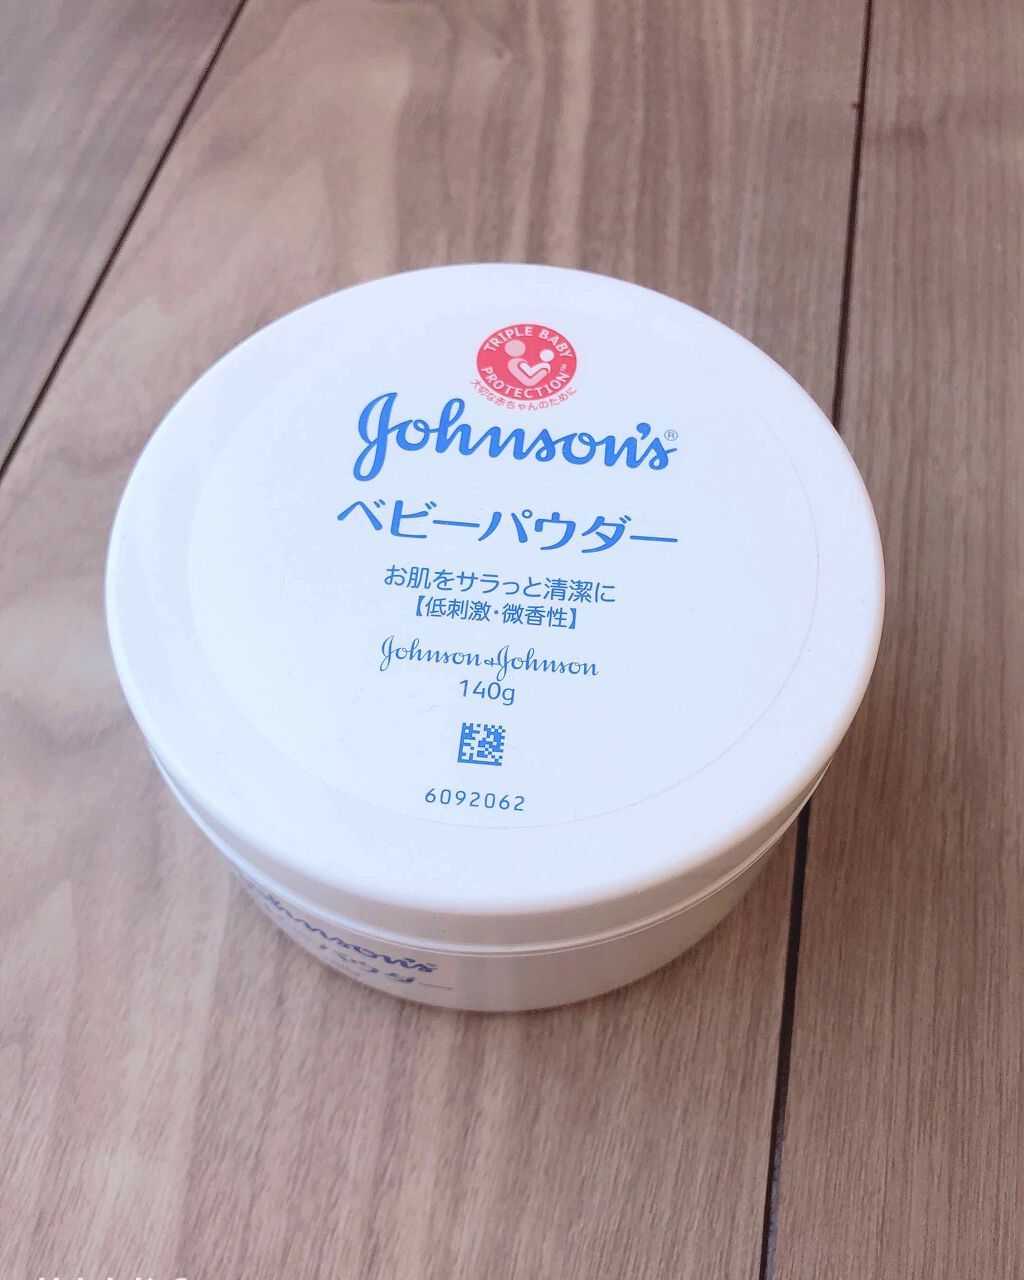 TRIPLE BABY
PROTECTION™
大切な赤ちゃんのために
Johnson's®
ベビーパウダー
お肌をサラっと清潔に
【低刺激・微香性】
Johnson & Johnson
140g
6092062
Johnson's®